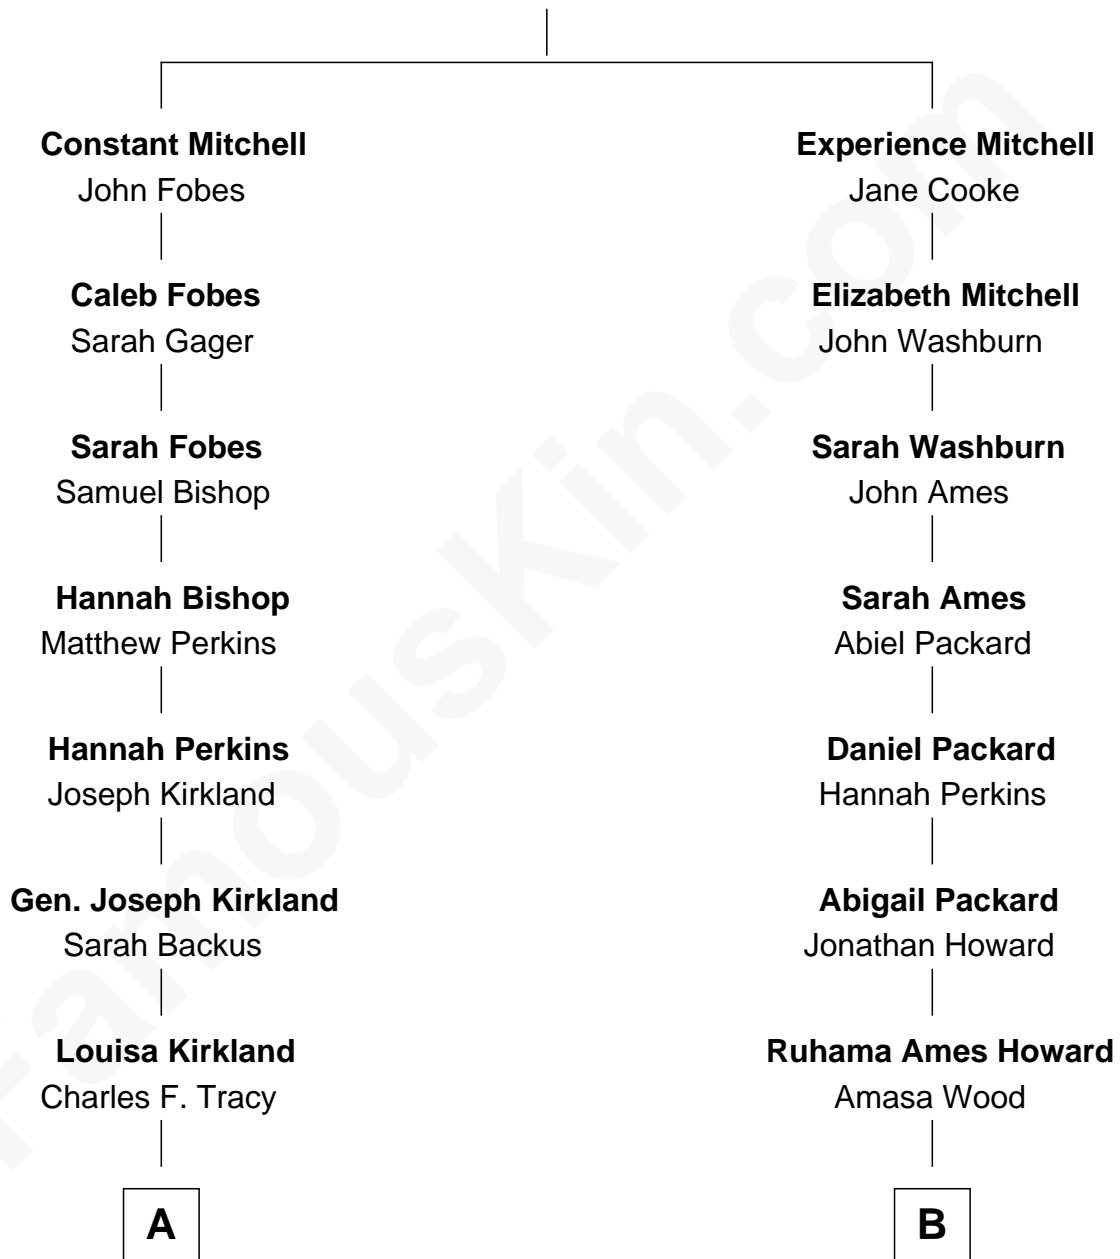 Constant Mitchell
John Fobes
Caleb Fobes
Sarah Gager
Sarah Fobes
Samuel Bishop
Hannah Bishop
Matthew Perkins
Hannah Perkins
Joseph Kirkland
Gen. Joseph Kirkland
Sarah Backus
Louisa Kirkland
Charles F. Tracy
A
Experience Mitchell
Jane Cooke
Elizabeth Mitchell
John Washburn
Sarah Washburn
John Ames
Sarah Ames
Abiel Packard
Daniel Packard
Hannah Perkins
Abigail Packard
Jonathan Howard
Ruhama Ames Howard
Amasa Wood
B
FamousKin.com